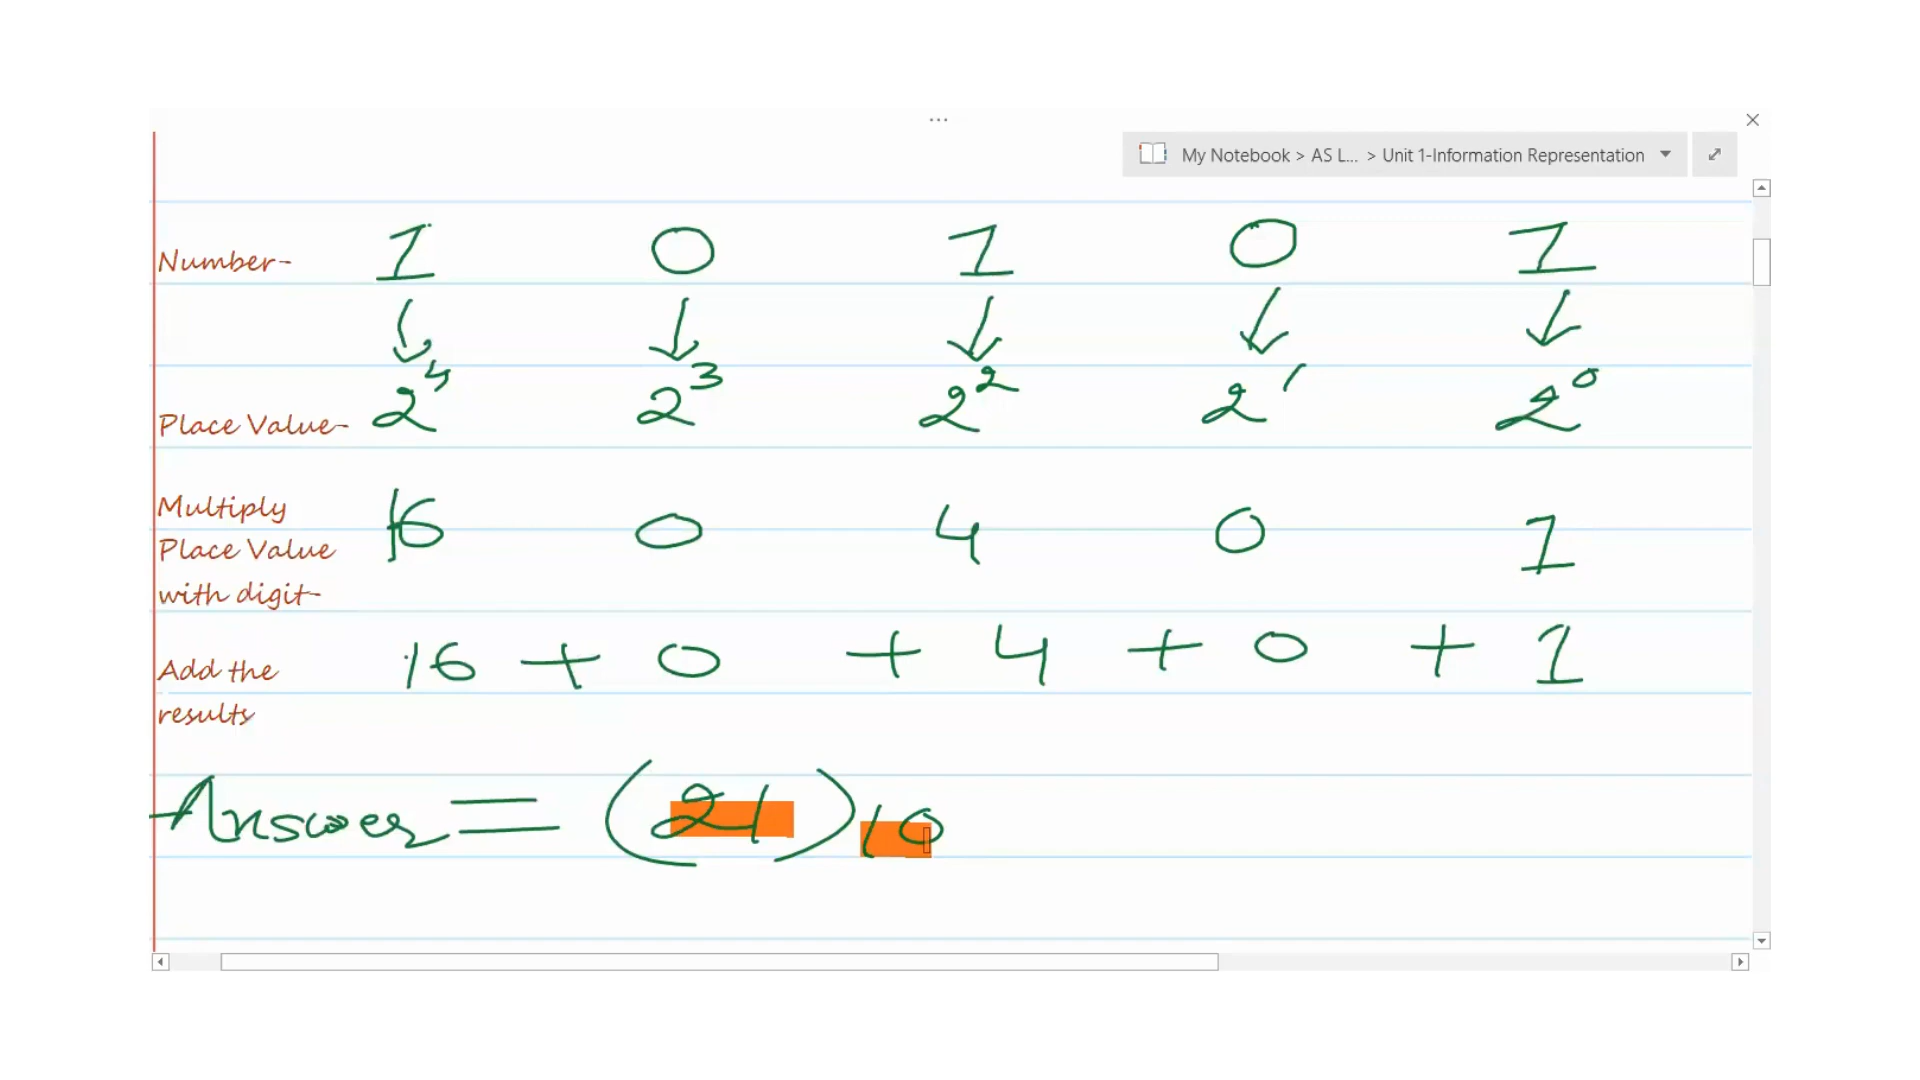 ...
My Notebook > AS L... > Unit 1-Information Representation
Number- 1 0 1 0 1
Place Value- 2⁴ 2³ 2² 2¹ 2⁰
Multiply
Place Value
with digit- 16 0 4 0 1
Add the
results 16 + 0 + 4 + 0 + 1
Answer = (21)₁₀